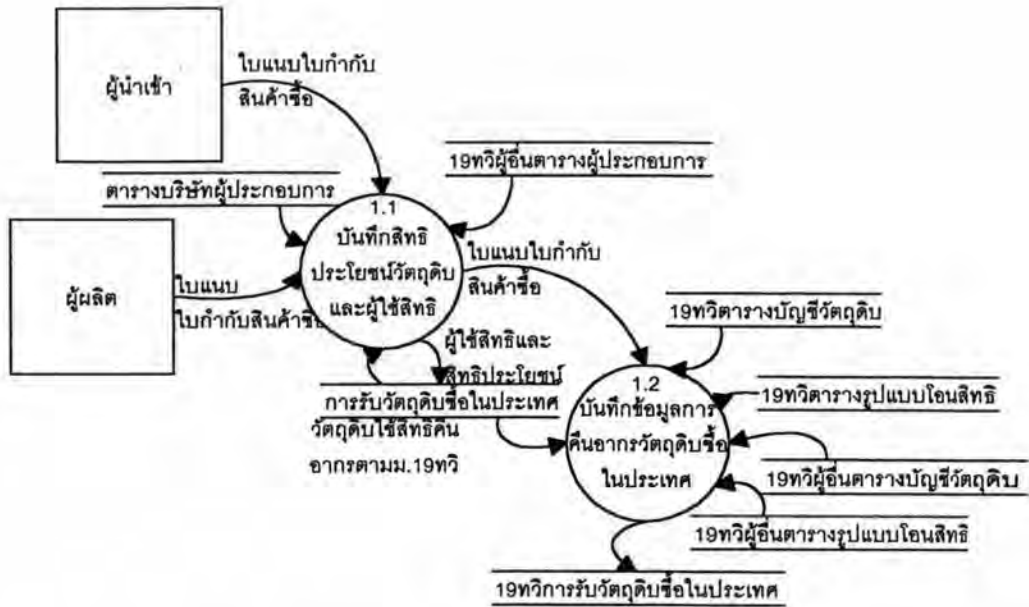 ใบแนบใบกำกับ
ผู้นำเข้า
สินค้าซื้อ
19ทวิผู้อื่นตารางผู้ประกอบการ
ตารางบริษัทผู้ประกอบการ
1.1
บันทึกสิทธิ
ประโยชน์วัตถุดิบ
และผู้ใช้สิทธิ
ใบแนบใบกำกับ
สินค้าซื้อ
ผู้ผลิต
ใบแนบ
ใบกำกับสินค้าซื้อ
19ทวิตารางบัญชีวัตถุดิบ
ผู้ใช้สิทธิและ
สิทธิประโยชน์
การรับวัตถุดิบซื้อในประเทศ
วัตถุดิบใช้สิทธิคืน
อากรตามม.19ทวิ
1.2
บันทึกข้อมูลการ
คืนอากรวัตถุดิบซื้อ
ในประเทศ
19ทวิตารางรูปแบบโอนสิทธิ
19ทวิผู้อื่นตารางบัญชีวัตถุดิบ
19ทวิผู้อื่นตารางรูปแบบโอนสิทธิ
19ทวิการรับวัตถุดิบซื้อในประเทศ